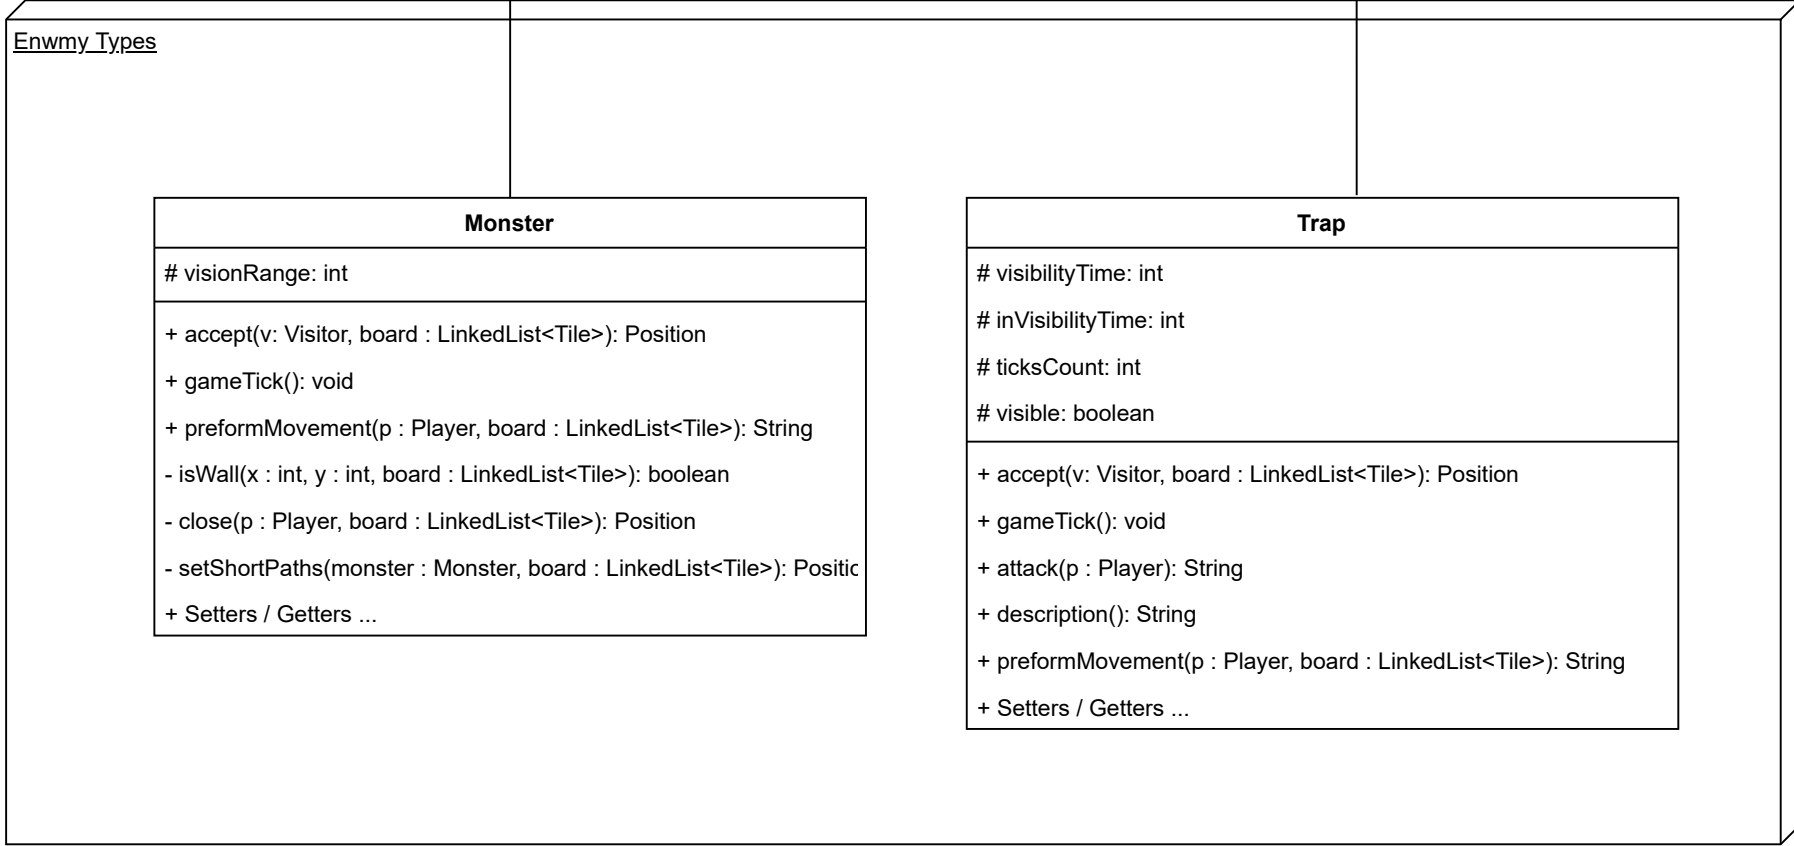 Enwmy Types
Monster
# visionRange: int
+ accept(v: Visitor, board : LinkedList<Tile>): Position
+ gameTick(): void
+ preformMovement(p : Player, board : LinkedList<Tile>): String
- isWall(x : int, y : int, board : LinkedList<Tile>): boolean
- close(p : Player, board : LinkedList<Tile>): Position
- setShortPaths(monster : Monster, board : LinkedList<Tile>):
+ Setters / Getters ...
Trap
# visibilityTime: int
# inVisibilityTime: int
# ticksCount: int
# visible: boolean
+ accept(v: Visitor, board : LinkedList<Tile>): Position
+ gameTick(): void
+ attack(p : Player): String
+ description(): String
+ preformMovement(p : Player, board : LinkedList<Tile>): String
+ Setters / Getters ...